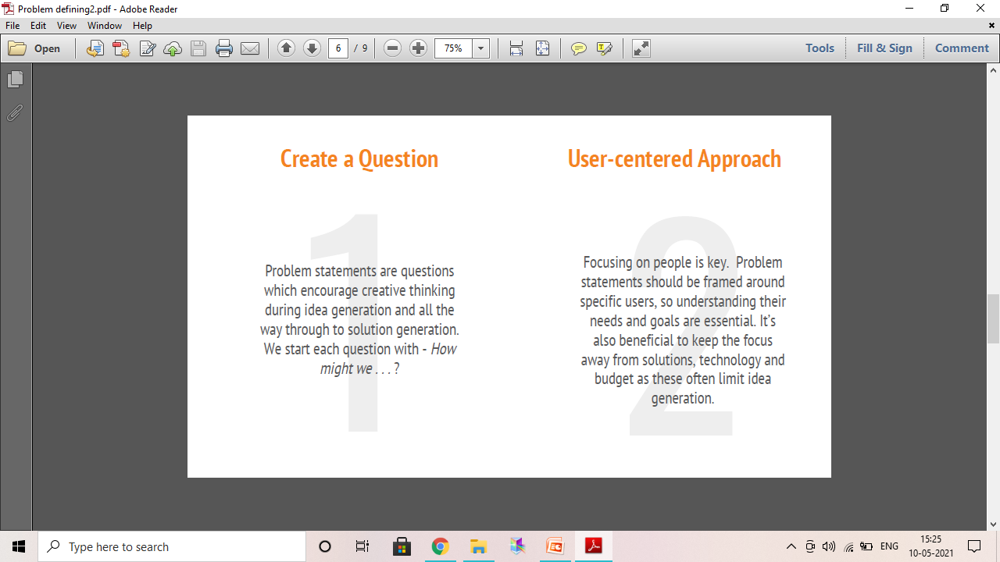 Problem defining2.pdf - Adobe Reader
File Edit View Window Help
Open 6 / 9 75% Tools Fill & Sign Comment
Create a Question
1
Problem statements are questions
which encourage creative thinking
during idea generation and all the
way through to solution generation.
We start each question with - How
might we . . . ?
User-centered Approach
2
Focusing on people is key. Problem
statements should be framed around
specific users, so understanding their
needs and goals are essential. It's
also beneficial to keep the focus
away from solutions, technology and
budget as these often limit idea
generation.
Type here to search
ENG
15:25
10-05-2021